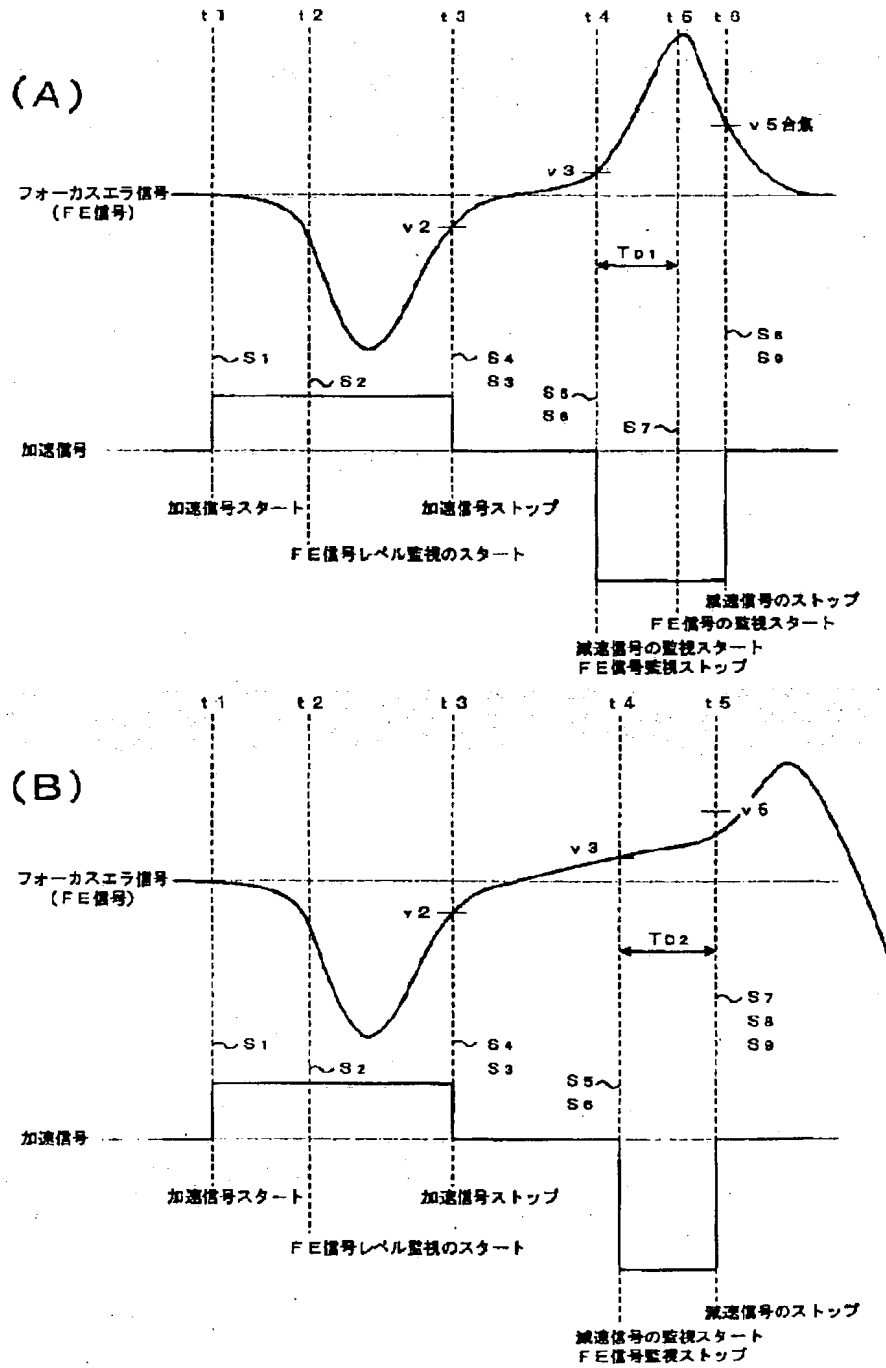 t1 t2 t3 t4 t5 t6
(A)
v5合焦
v3
フォーカスエラ信号
(FE信号)
v2
TD1
S1
S4
S3
S2
S8
S9
S5
S6
S7
加速信号
加速信号スタート
加速信号ストップ
FE信号レベル監視のスタート
減速信号のストップ
FE信号の監視スタート
減速信号の監視スタート
FE信号監視ストップ
t1 t2 t3 t4 t5
(B)
v5
v3
フォーカスエラ信号
(FE信号)
v2
TD2
S7
S8
S9
S1
S4
S3
S2
S5
S6
加速信号
加速信号スタート
加速信号ストップ
FE信号レベル監視のスタート
減速信号のストップ
減速信号の監視スタート
FE信号監視ストップ